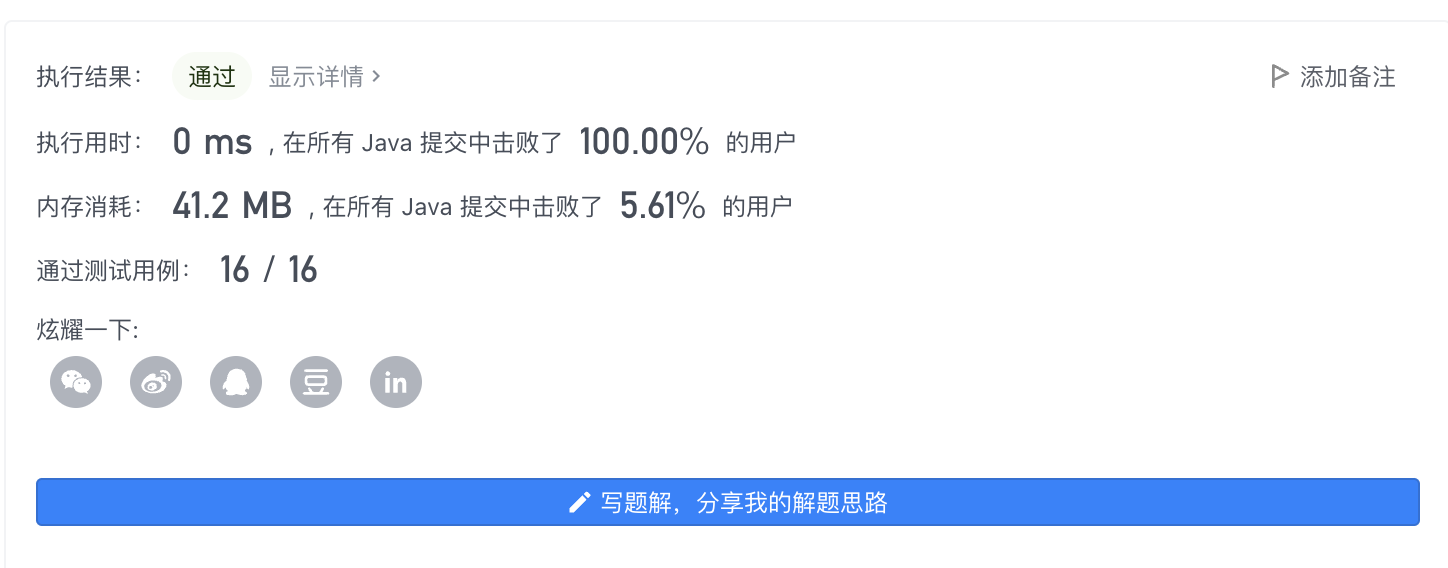 执行结果： 通过 显示详情 > 添加备注
执行用时： 0 ms , 在所有 Java 提交中击败了 100.00% 的用户
内存消耗： 41.2 MB , 在所有 Java 提交中击败了 5.61% 的用户
通过测试用例： 16 / 16
炫耀一下:
豆 in
写题解，分享我的解题思路